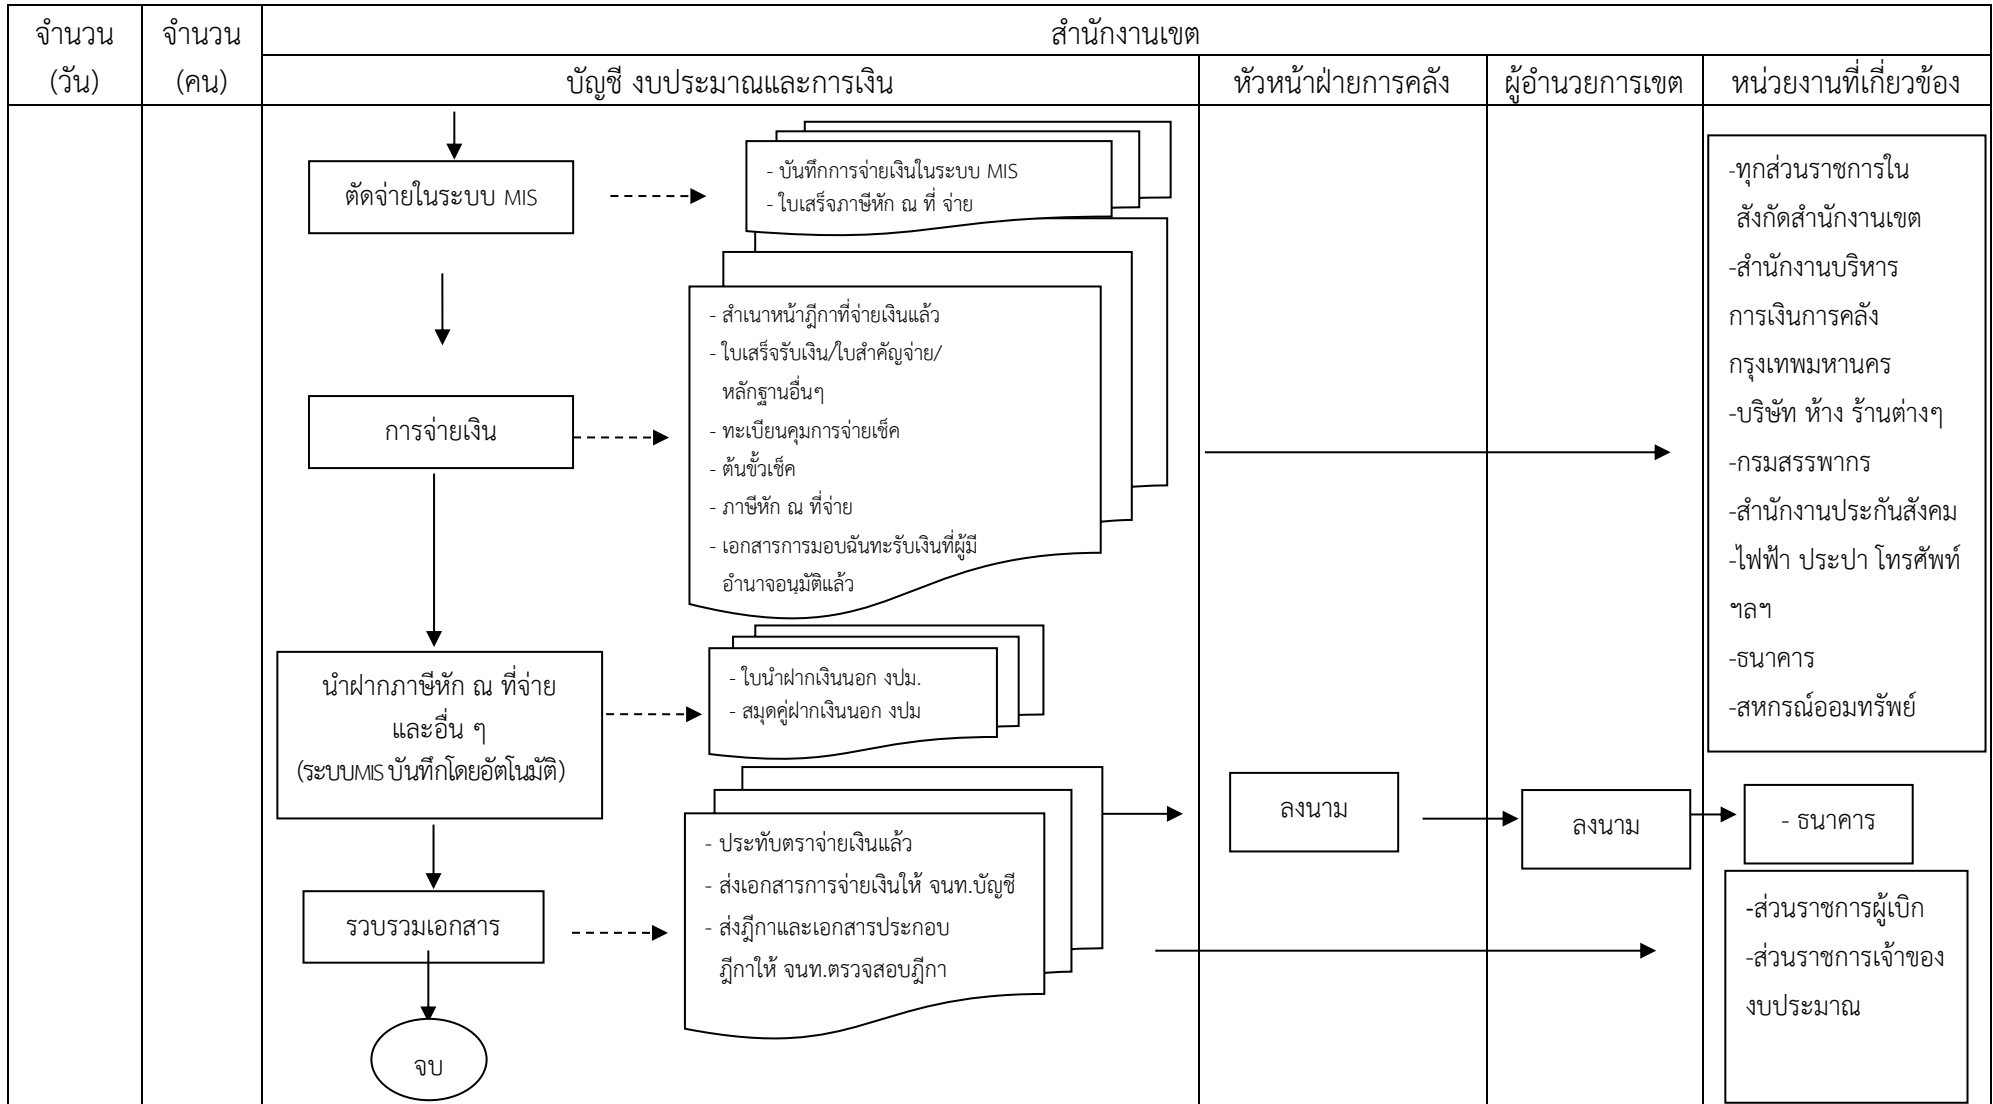 จำนวน
(วัน)
จำนวน
(คน)
สำนักงานเขต
บัญชี งบประมาณและการเงิน
หัวหน้าฝ่ายการคลัง
ผู้อำนวยการเขต
หน่วยงานที่เกี่ยวข้อง
ตัดจ่ายในระบบ MIS
- บันทึกการจ่ายเงินในระบบ MIS
- ใบเสร็จภาษีหัก ณ ที่ จ่าย
การจ่ายเงิน
- สำเนาหน้าฎีกาที่จ่ายเงินแล้ว
- ใบเสร็จรับเงิน/ใบสำคัญจ่าย/
หลักฐานอื่นๆ
- ทะเบียนคุมการจ่ายเช็ค
- ต้นขั้วเช็ค
- ภาษีหัก ณ ที่จ่าย
- เอกสารการมอบฉันทะรับเงินที่ผู้มี
อำนาจอนุมัติแล้ว
-ทุกส่วนราชการใน
สังกัดสำนักงานเขต
-สำนักงานบริหาร
การเงินการคลัง
กรุงเทพมหานคร
-บริษัท ห้าง ร้านต่างๆ
-กรมสรรพากร
-สำนักงานประกันสังคม
-ไฟฟ้า ประปา โทรศัพท์
ฯลฯ
-ธนาคาร
-สหกรณ์ออมทรัพย์
นำฝากภาษีหัก ณ ที่จ่าย
และอื่น ๆ
(ระบบMIS บันทึกโดยอัตโนมัติ)
- ใบนำฝากเงินนอก งปม.
- สมุดคู่ฝากเงินนอก งปม
รวบรวมเอกสาร
- ประทับตราจ่ายเงินแล้ว
- ส่งเอกสารการจ่ายเงินให้ จนท.บัญชี
- ส่งฎีกาและเอกสารประกอบ
ฎีกาให้ จนท.ตรวจสอบฎีกา
ลงนาม
ลงนาม
- ธนาคาร
-ส่วนราชการผู้เบิก
-ส่วนราชการเจ้าของ
งบประมาณ
จบ